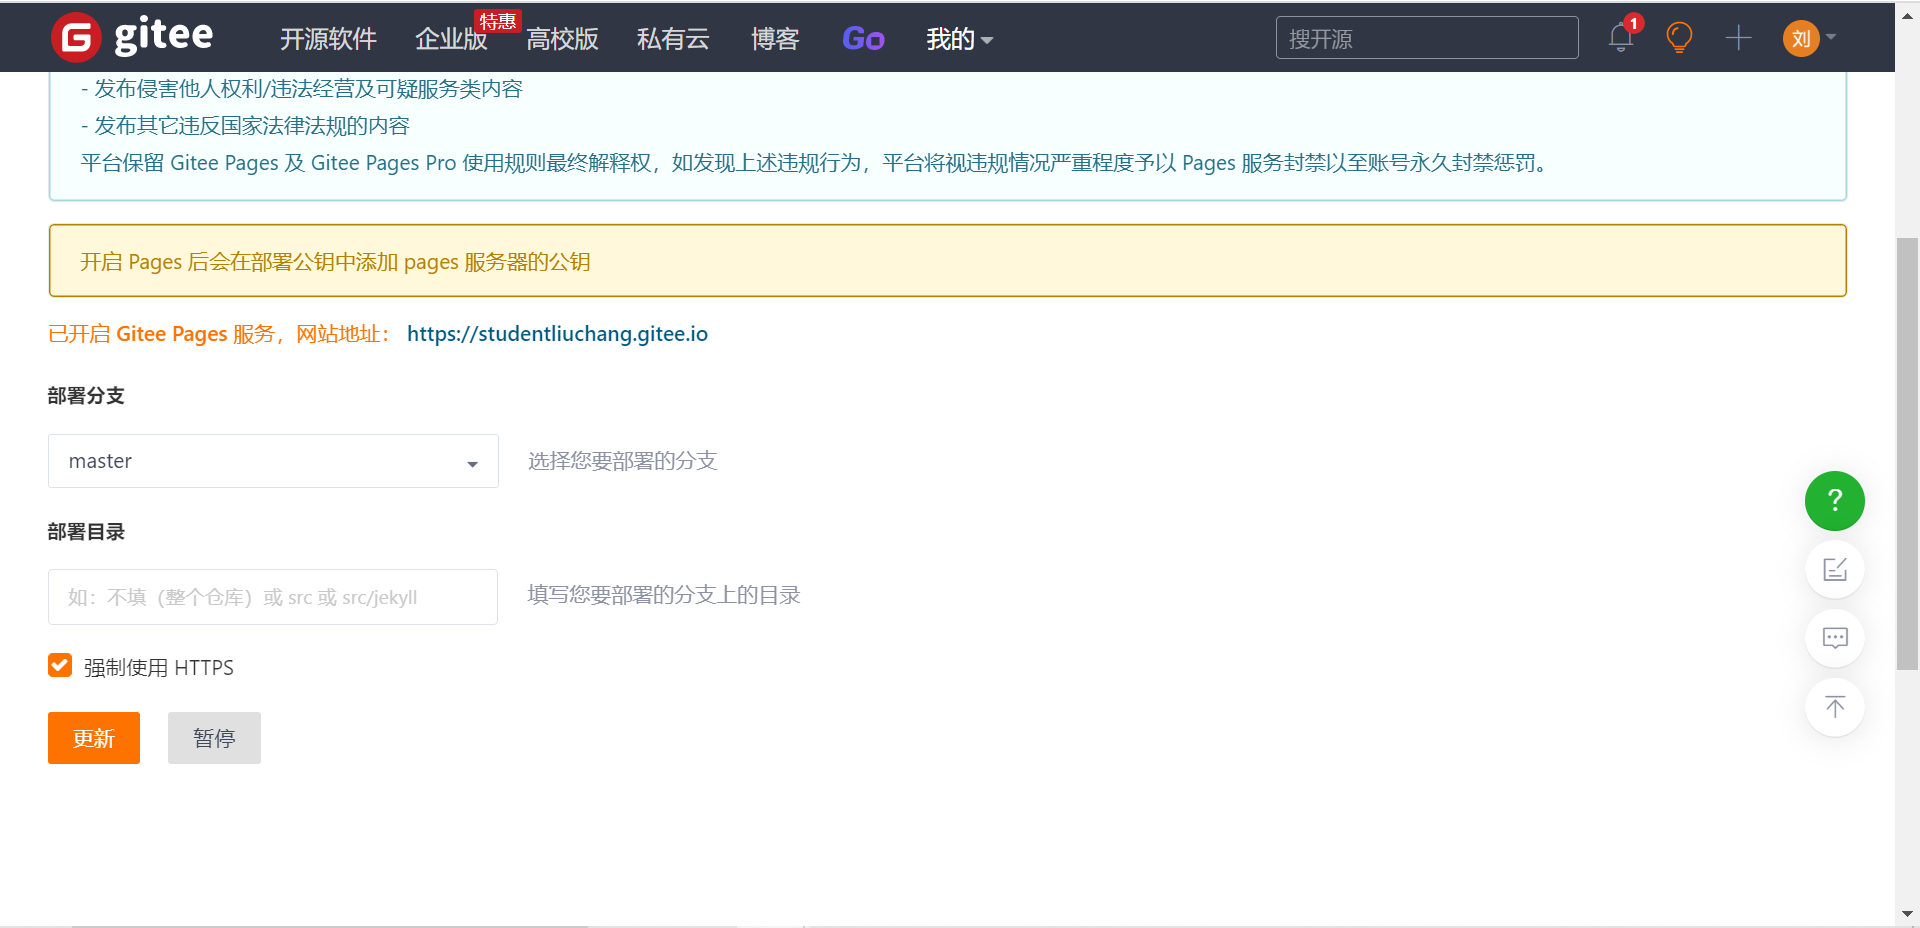 gitee 开源软件 企业版 特惠 高校版 私有云 博客 Go 我的 搜开源 1 刘
- 发布侵害他人权利/违法经营及可疑服务类内容
- 发布其它违反国家法律法规的内容
平台保留 Gitee Pages 及 Gitee Pages Pro 使用规则最终解释权，如发现上述违规行为，平台将视违规情况严重程度予以 Pages 服务封禁以至账号永久封禁惩罚。
开启 Pages 后会在部署公钥中添加 pages 服务器的公钥
已开启 Gitee Pages 服务，网站地址： https://studentliuchang.gitee.io
部署分支
master 选择您要部署的分支
部署目录
如：不填（整个仓库）或 src 或 src/jekyll 填写您要部署的分支上的目录
强制使用 HTTPS
更新 暂停
?